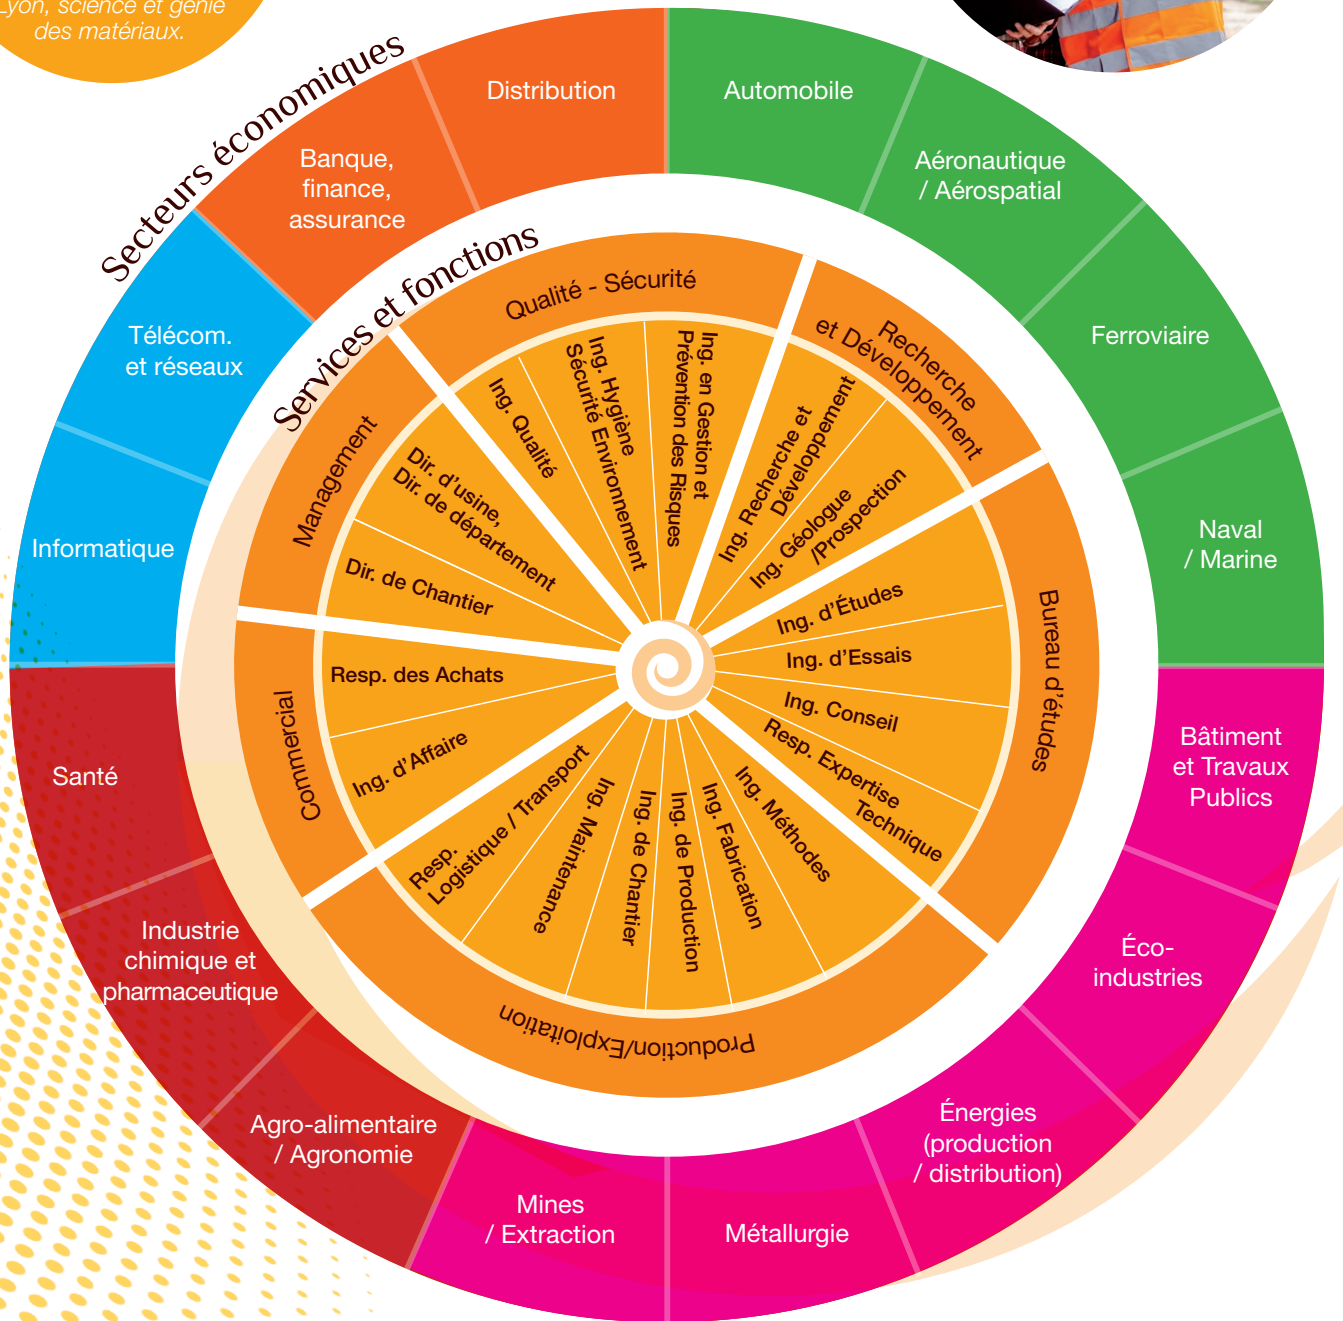 Lyon, science et génie
des matériaux.
Secteurs économiques
Distribution
Automobile
Banque,
finance,
assurance
Aéronautique
/ Aérospatial
Télécom.
et réseaux
Ferroviaire
Informatique
Naval
/ Marine
Santé
Bâtiment
et Travaux
Publics
Industrie
chimique et
pharmaceutique
Éco-
industries
Agro-alimentaire
/ Agronomie
Énergies
(production
/ distribution)
Mines
/ Extraction
Métallurgie
Services et fonctions
Qualité - Sécurité
Ing. Qualité
Ing. Hygiène
Sécurité Environnement
Ing. en Gestion et
Prévention des Risques
Recherche
et Développement
Ing. Recherche et
Développement
Ing. Géologue
/Prospection
Bureau d'études
Ing. d'Études
Ing. d'Essais
Ing. Conseil
Resp. Expertise
Technique
Production/Exploitation
Ing. Méthodes
Ing. Fabrication
Ing. de Production
Ing. de Chantier
Ing. Maintenance
Resp.
Logistique / Transport
Commercial
Ing. d'Affaire
Resp. des Achats
Management
Dir. de Chantier
Dir. d'usine,
Dir. de département